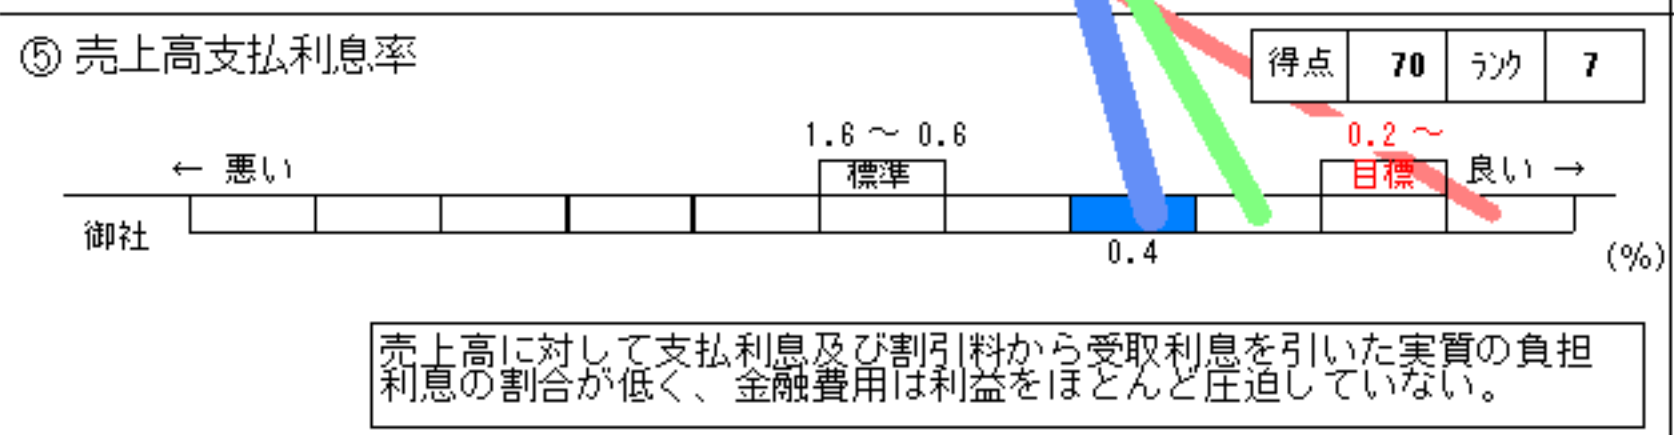 ⑤ 売上高支払利息率
得点 70 ﾗﾝｸ 7
1.6 ～ 0.6
0.2 ～
← 悪い
標準
目標
良い →
御社
0.4
(%)
売上高に対して支払利息及び割引料から受取利息を引いた実質の負担
利息の割合が低く、金融費用は利益をほとんど圧迫していない。